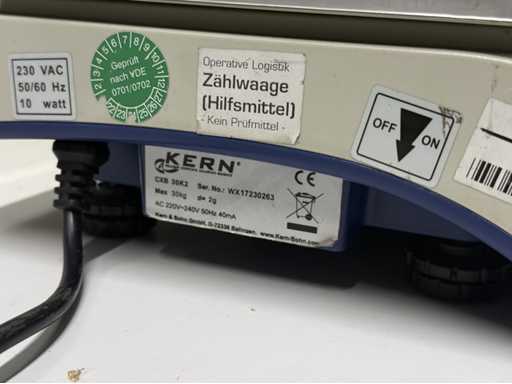 230 VAC
50/60 Hz
10 watt
Geprüft
nach VDE
0701/0702
Operative Logistik
Zählwaage
(Hilfsmittel)
- Kein Prüfmittel -
OFF
ON
KERN
CXB 30K2 Ser. No.: WX17230263
Max 30kg d= 2g
AC 220V~240V 50Hz 40mA
Kern & Sohn GmbH, D-72336 Balingen, www.Kern-Sohn.com
CE